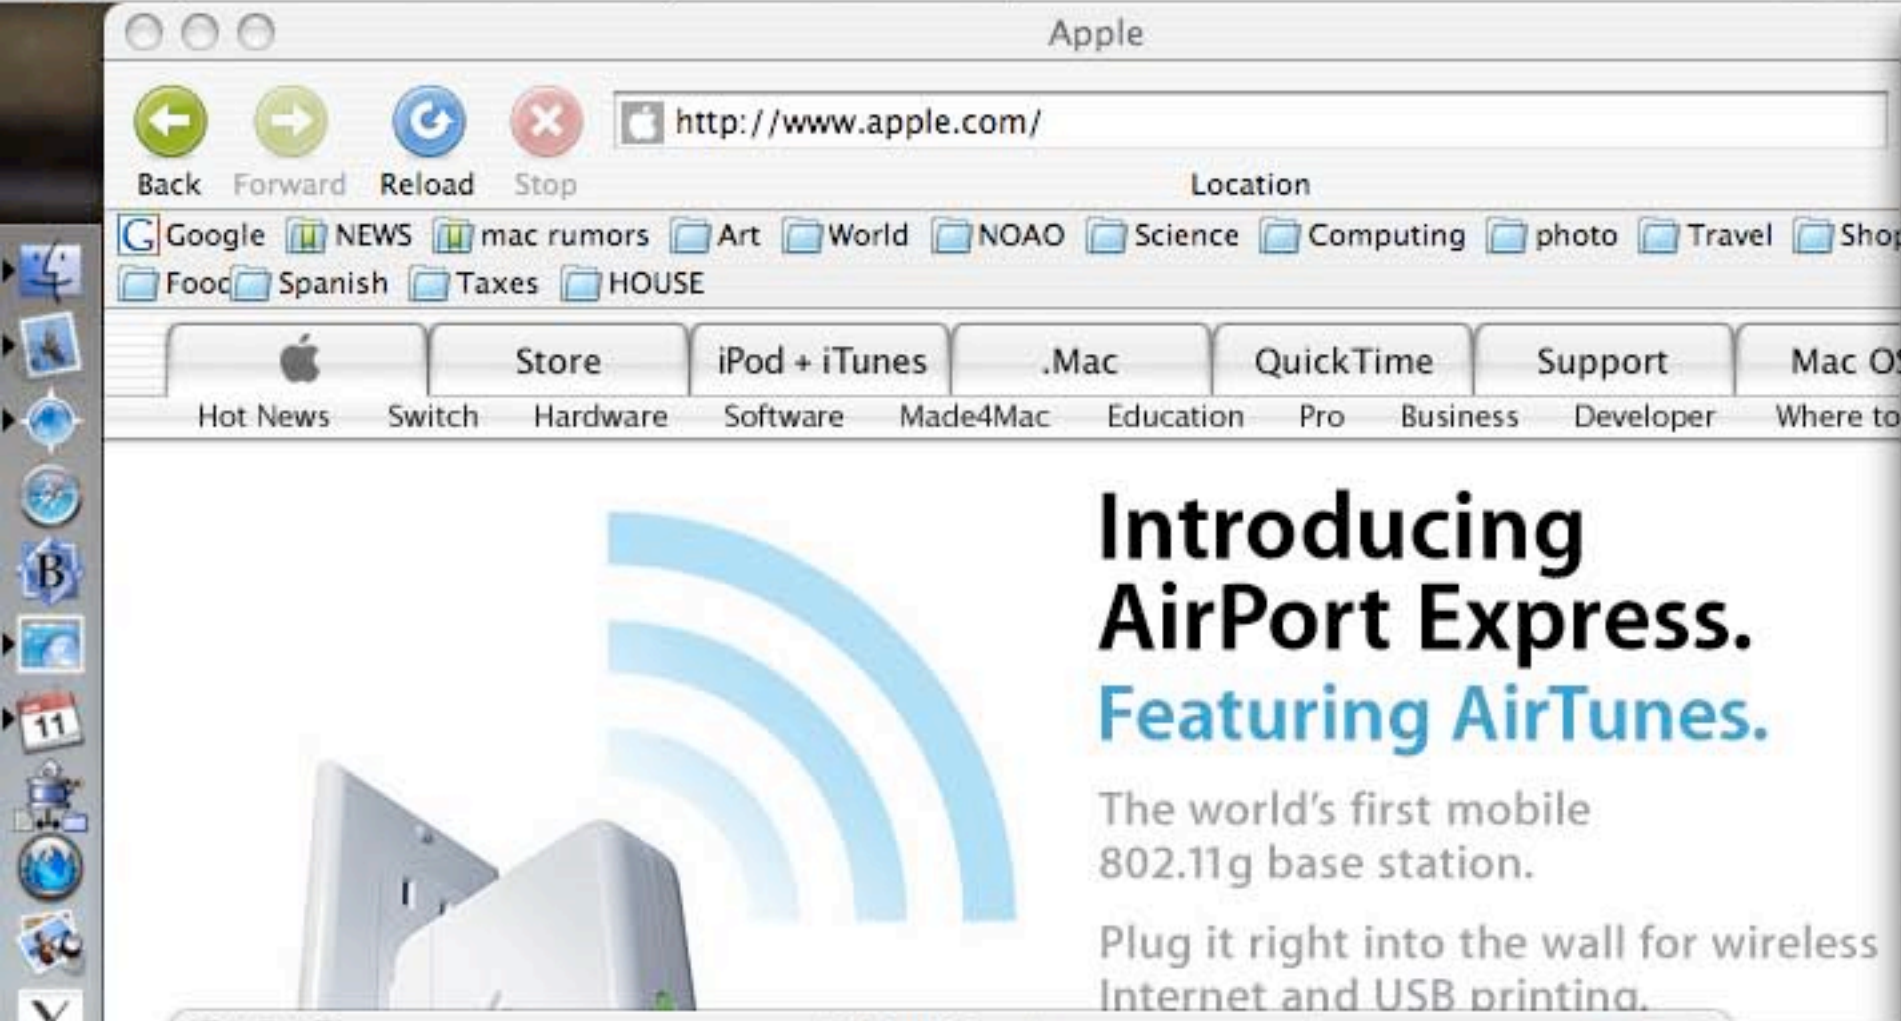 Apple
http://www.apple.com/
Back Forward Reload Stop Location
Google NEWS mac rumors Art World NOAO Science Computing photo Travel
Spanish Taxes HOUSE
Store iPod + iTunes .Mac QuickTime Support Mac
Hot News Switch Hardware Software Made4Mac Education Pro Business Developer Where to
Introducing
AirPort Express.
Featuring AirTunes.
The world's first mobile
802.11g base station.
Plug it right into the wall for wireless
Internet and USB printing.
B
11